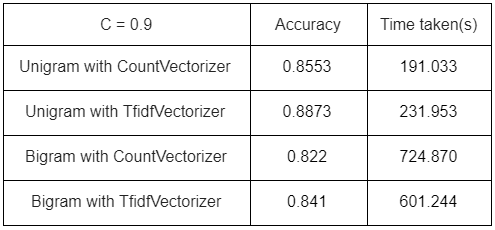 C = 0.9 Accuracy Time taken(s)
Unigram with CountVectorizer 0.8553 191.033
Unigram with TfidfVectorizer 0.8873 231.953
Bigram with CountVectorizer 0.822 724.870
Bigram with TfidfVectorizer 0.841 601.244